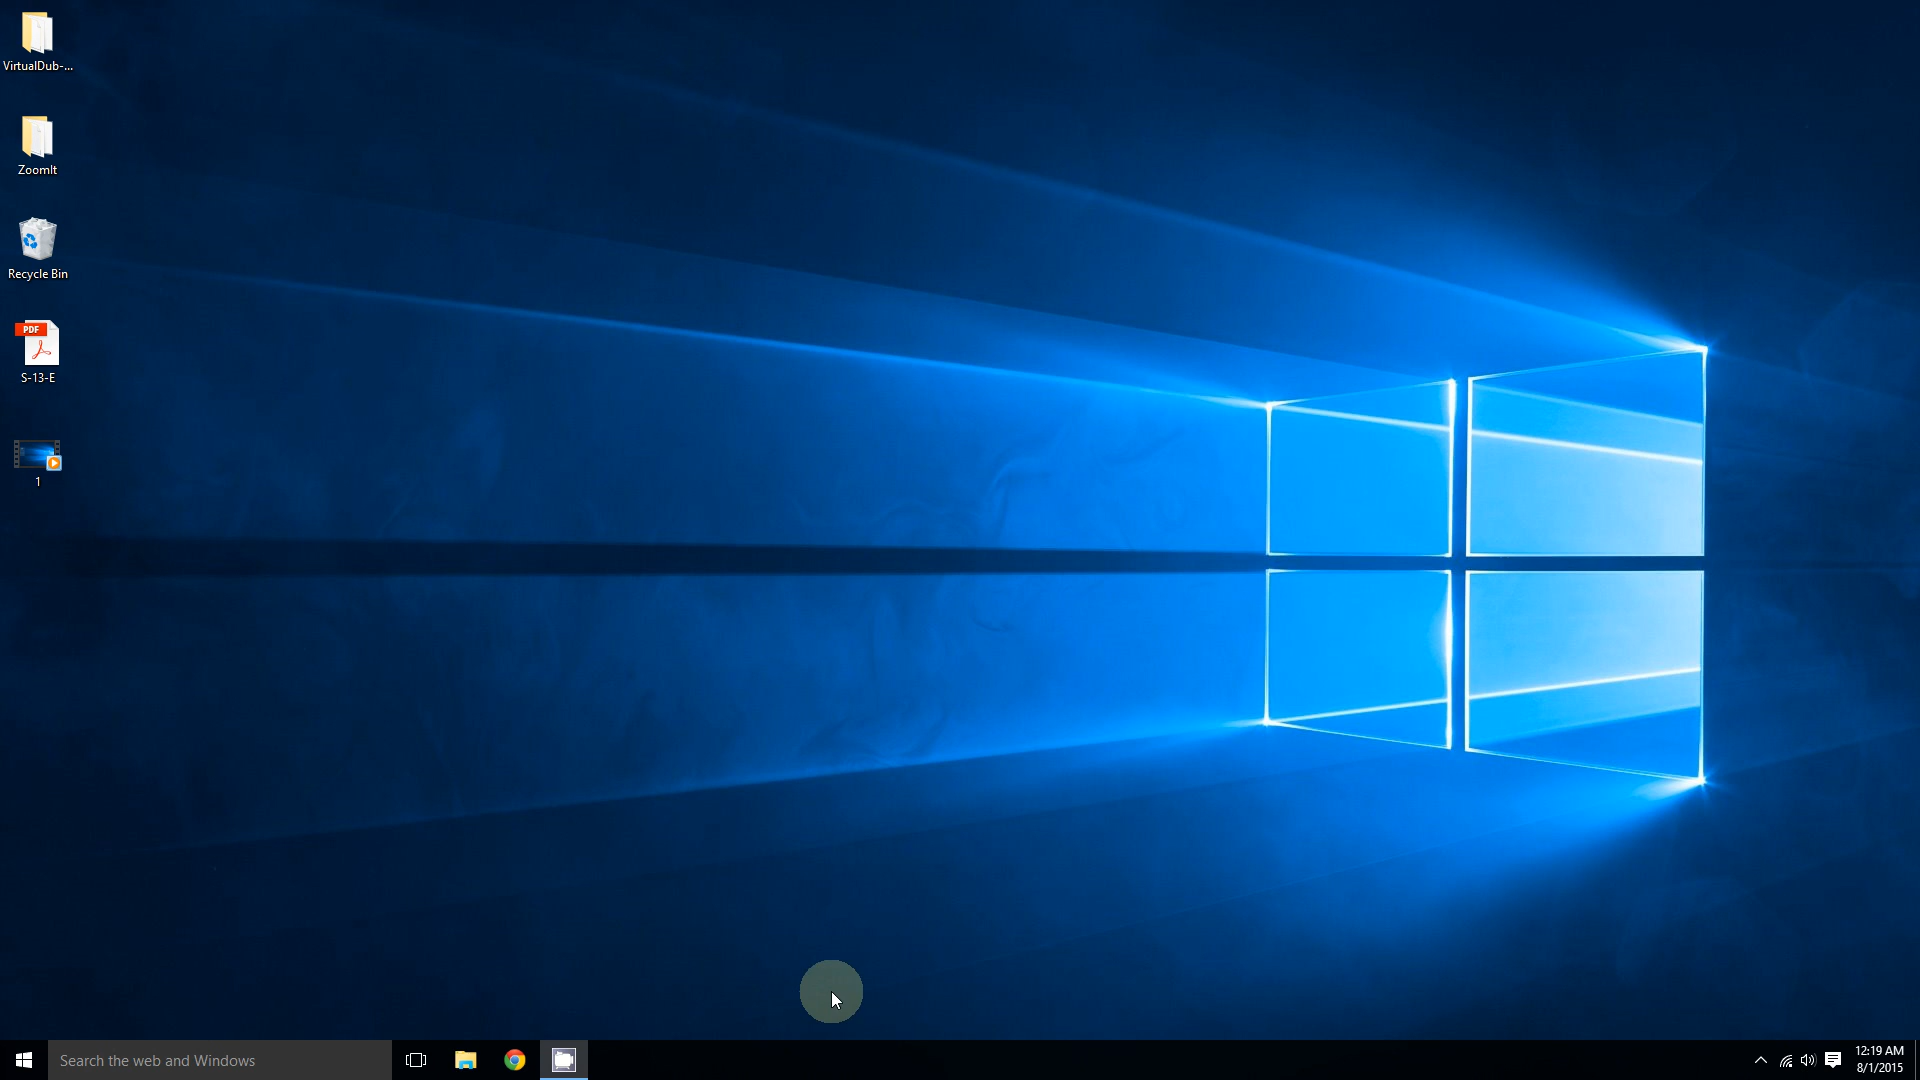 VirtualDub-...
ZoomIt
Recycle Bin
PDF
S-13-E
1
Search the web and Windows
12:19 AM
8/1/2015